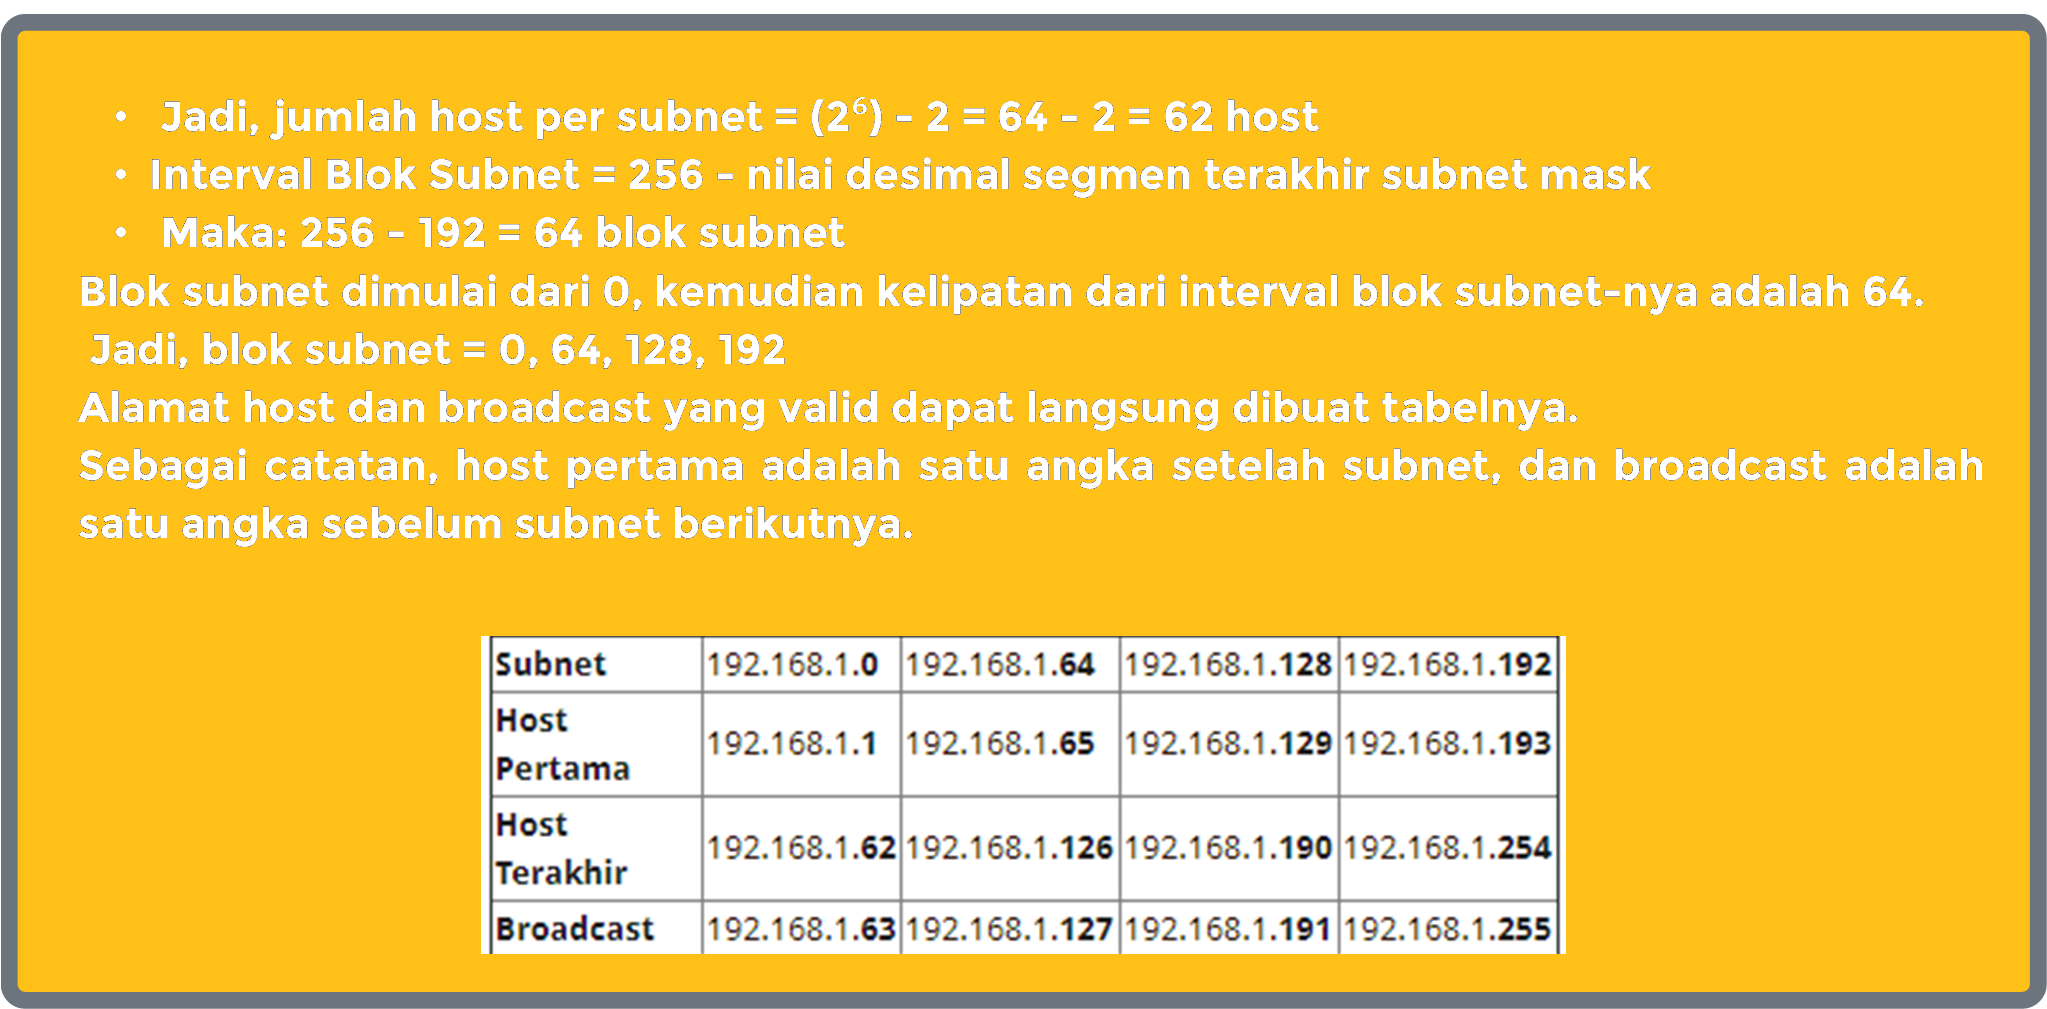 • Jadi, jumlah host per subnet = (2⁶) - 2 = 64 - 2 = 62 host
• Interval Blok Subnet = 256 - nilai desimal segmen terakhir subnet mask
• Maka: 256 - 192 = 64 blok subnet
Blok subnet dimulai dari 0, kemudian kelipatan dari interval blok subnet-nya adalah 64.
Jadi, blok subnet = 0, 64, 128, 192
Alamat host dan broadcast yang valid dapat langsung dibuat tabelnya.
Sebagai catatan, host pertama adalah satu angka setelah subnet, dan broadcast adalah
satu angka sebelum subnet berikutnya.
Subnet 192.168.1.0 192.168.1.64 192.168.1.128 192.168.1.192
Host
Pertama 192.168.1.1 192.168.1.65 192.168.1.129 192.168.1.193
Host
Terakhir 192.168.1.62 192.168.1.126 192.168.1.190 192.168.1.254
Broadcast 192.168.1.63 192.168.1.127 192.168.1.191 192.168.1.255